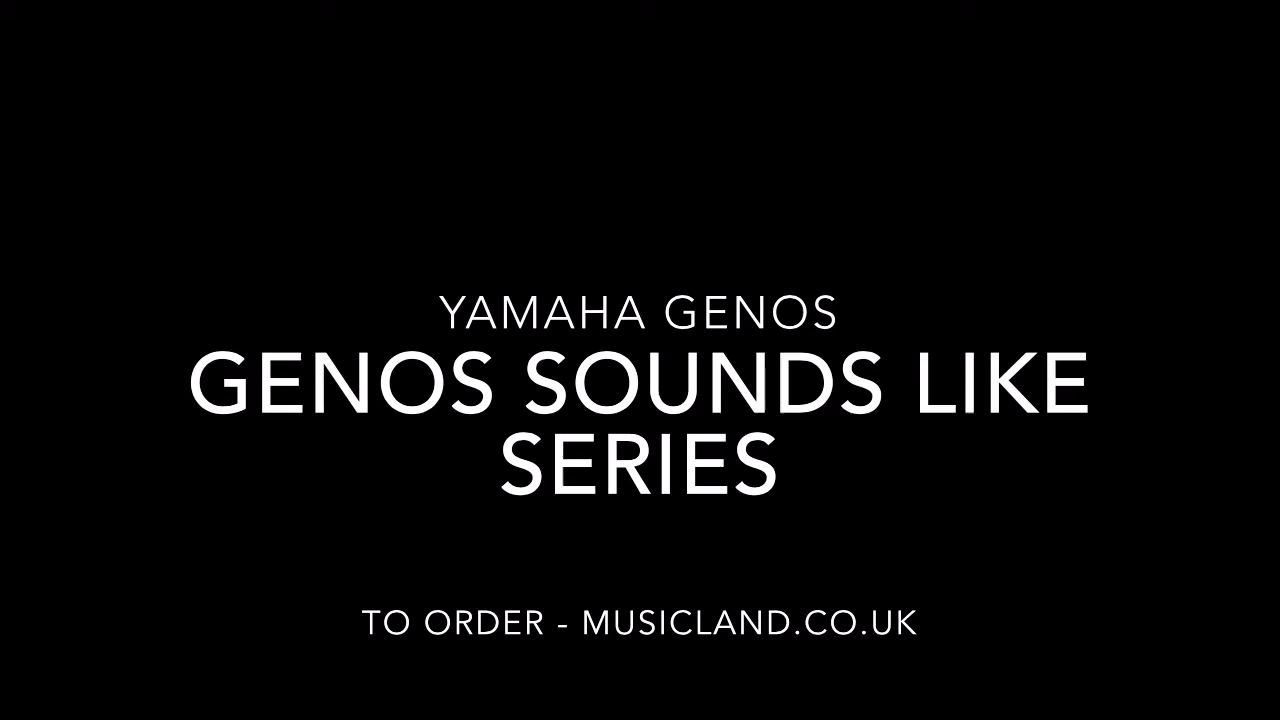 YAMAHA GENOS
GENOS SOUNDS LIKE
SERIES
TO ORDER - MUSICLAND.CO.UK